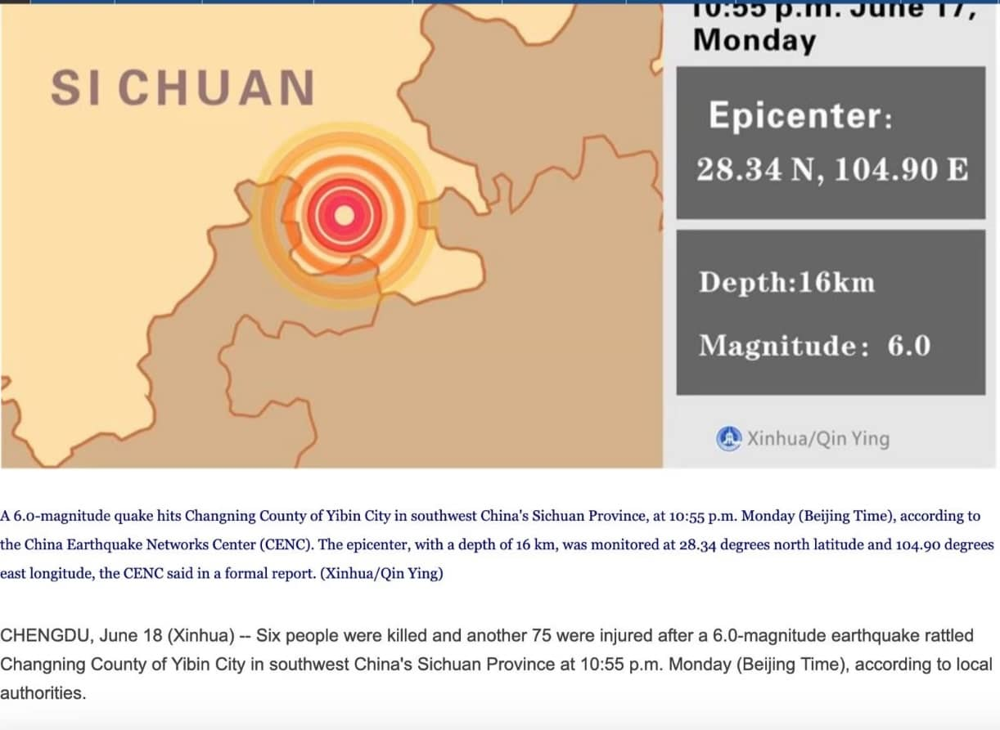 SICHUAN
10:55 p.m. June 17,
Monday
Epicenter:
28.34 N, 104.90 E
Depth:16km
Magnitude: 6.0
Xinhua/Qin Ying
A 6.0-magnitude quake hits Changning County of Yibin City in southwest China's Sichuan Province, at 10:55 p.m. Monday (Beijing Time), according to
the China Earthquake Networks Center (CENC). The epicenter, with a depth of 16 km, was monitored at 28.34 degrees north latitude and 104.90 degrees
east longitude, the CENC said in a formal report. (Xinhua/Qin Ying)
CHENGDU, June 18 (Xinhua) -- Six people were killed and another 75 were injured after a 6.0-magnitude earthquake rattled
Changning County of Yibin City in southwest China's Sichuan Province at 10:55 p.m. Monday (Beijing Time), according to local
authorities.